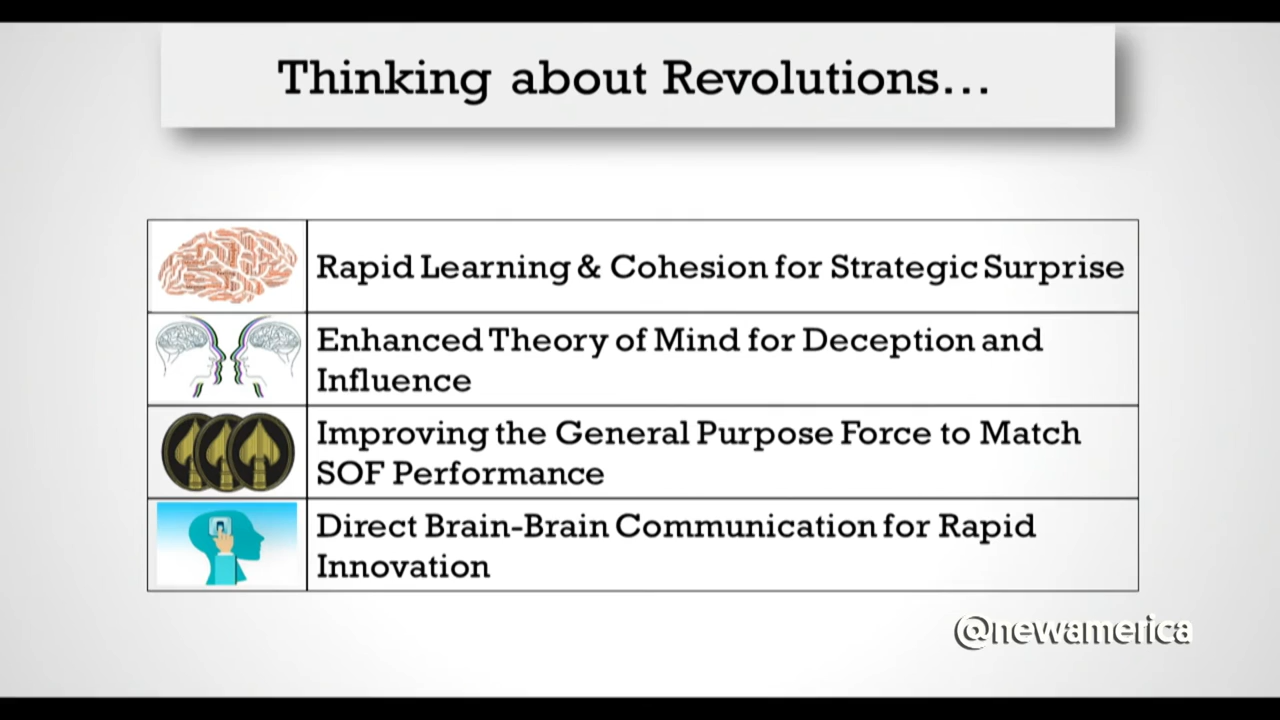 Thinking about Revolutions...
Rapid Learning & Cohesion for Strategic Surprise
Enhanced Theory of Mind for Deception and
Influence
Improving the General Purpose Force to Match
SOF Performance
Direct Brain-Brain Communication for Rapid
Innovation
@newamerica